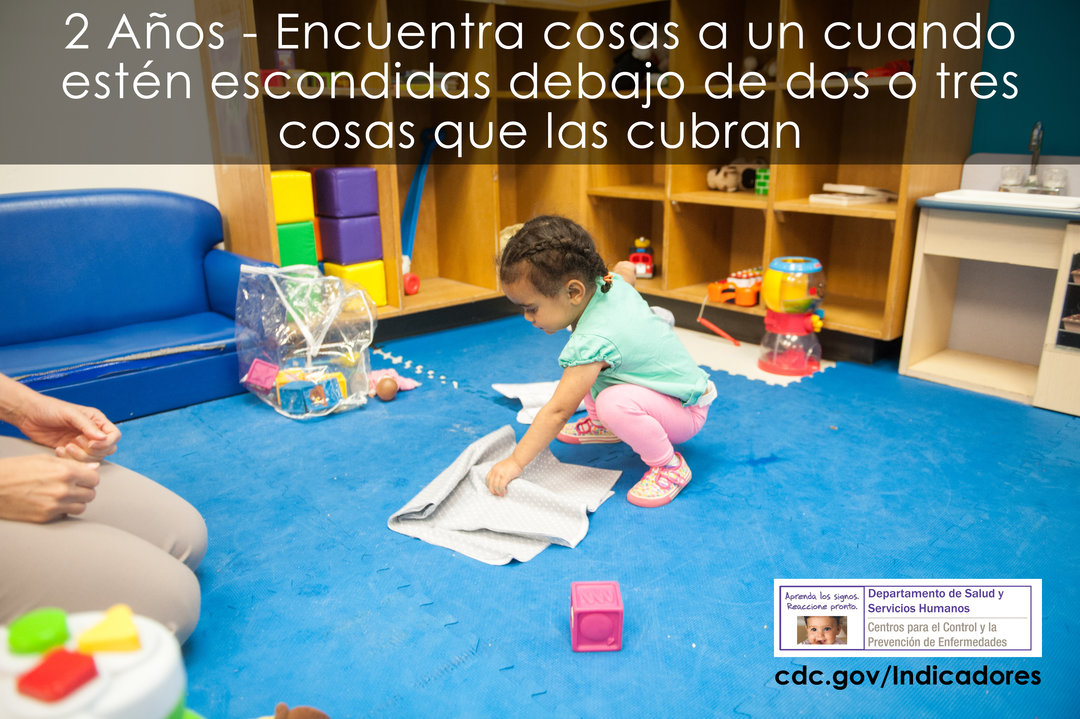 2 Años - Encuentra cosas a un cuando
estén escondidas debajo de dos o tres
cosas que las cubran
Aprenda los signos.
Reaccione pronto.
Departamento de Salud y
Servicios Humanos
Centros para el Control y la
Prevención de Enfermedades
cdc.gov/Indicadores